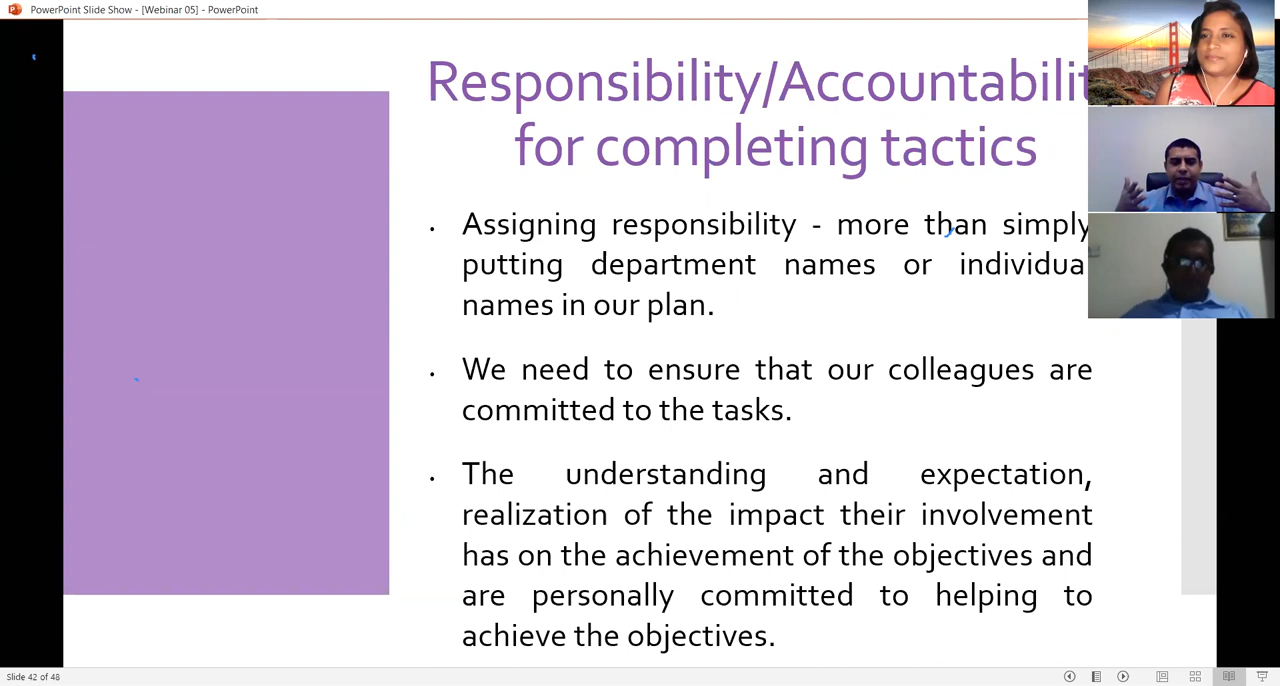 PowerPoint Slide Show - [Webinar 05] - PowerPoint
Responsibility/Accountabilit
for completing tactics
• Assigning responsibility - more than simply
putting department names or individua
names in our plan.
• We need to ensure that our colleagues are
committed to the tasks.
• The understanding and expectation,
realization of the impact their involvement
has on the achievement of the objectives and
are personally committed to helping to
achieve the objectives.
Slide 42 of 48